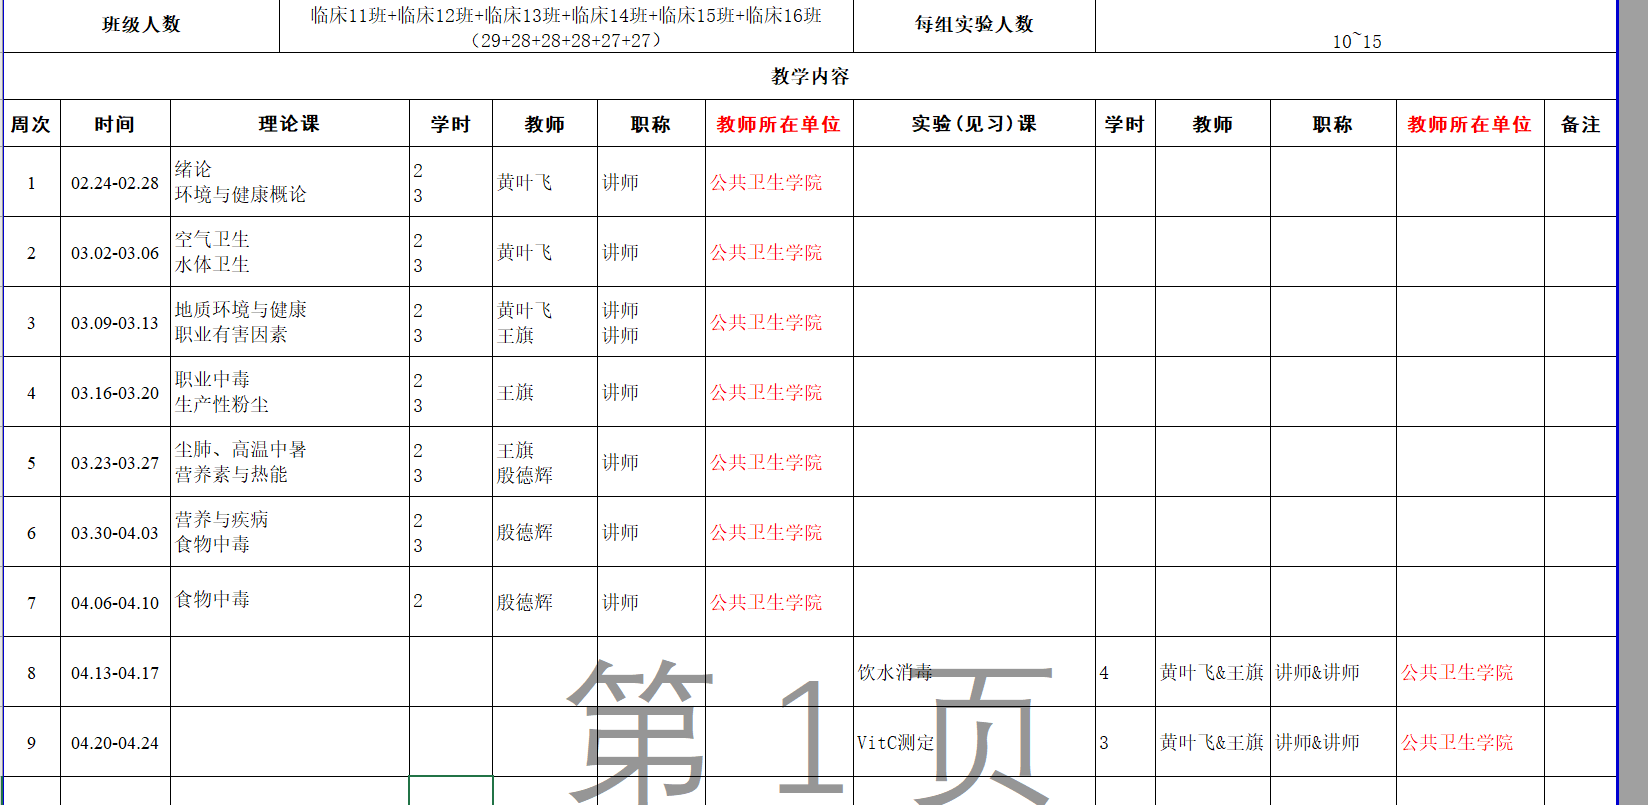 班级人数
临床11班+临床12班+临床13班+临床14班+临床15班+临床16班
（29+28+28+28+27+27）
每组实验人数
10~15
教学内容
周次 时间 理论课 学时 教师 职称 教师所在单位 实验(见习)课 学时 教师 职称 教师所在单位 备注
1 02.24-02.28 绪论 2 黄叶飞 讲师 公共卫生学院
环境与健康概论 3
2 03.02-03.06 空气卫生 2 黄叶飞 讲师 公共卫生学院
水体卫生 3
3 03.09-03.13 地质环境与健康 2 黄叶飞 讲师 公共卫生学院
职业有害因素 3 王旗 讲师
4 03.16-03.20 职业中毒 2 王旗 讲师 公共卫生学院
生产性粉尘 3
5 03.23-03.27 尘肺、高温中暑 2 王旗 讲师 公共卫生学院
营养素与热能 3 殷德辉
6 03.30-04.03 营养与疾病 2 殷德辉 讲师 公共卫生学院
食物中毒 3
7 04.06-04.10 食物中毒 2 殷德辉 讲师 公共卫生学院
8 04.13-04.17 饮水消毒 4 黄叶飞&王旗 讲师&讲师 公共卫生学院
9 04.20-04.24 VitC测定 3 黄叶飞&王旗 讲师&讲师 公共卫生学院
第 1 页